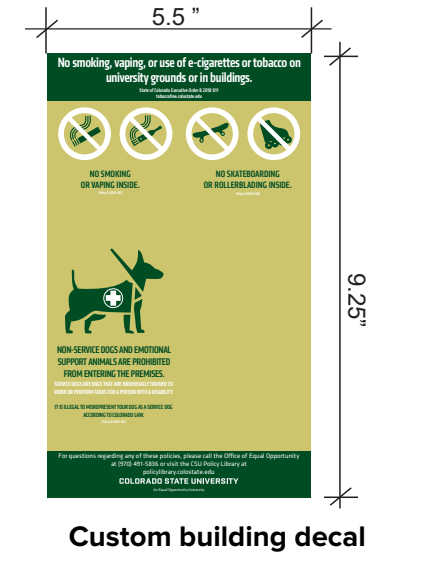 5.5 ”
No smoking, vaping, or use of e-cigarettes or tobacco on
university grounds or in buildings.
State of Colorado Executive Order B 2018 011
tobaccofree.colostate.edu
NO SMOKING
OR VAPING INSIDE.
NO SKATEBOARDING
OR ROLLERBLADING INSIDE.
9.25”
NON-SERVICE DOGS AND EMOTIONAL
SUPPORT ANIMALS ARE PROHIBITED
FROM ENTERING THE PREMISES.
SERVICE DOGS ARE DOGS THAT ARE INDIVIDUALLY TRAINED TO
WORK OR PERFORM TASKS FOR A PERSON WITH A DISABILITY.
IT IS ILLEGAL TO MISREPRESENT YOUR DOG AS A SERVICE DOG
ACCORDING TO COLORADO LAW.
For questions regarding any of these policies, please call the Office of Equal Opportunity
at (970) 491-5836 or visit the CSU Policy Library at
policylibrary.colostate.edu
COLORADO STATE UNIVERSITY
An Equal Opportunity University
Custom building decal